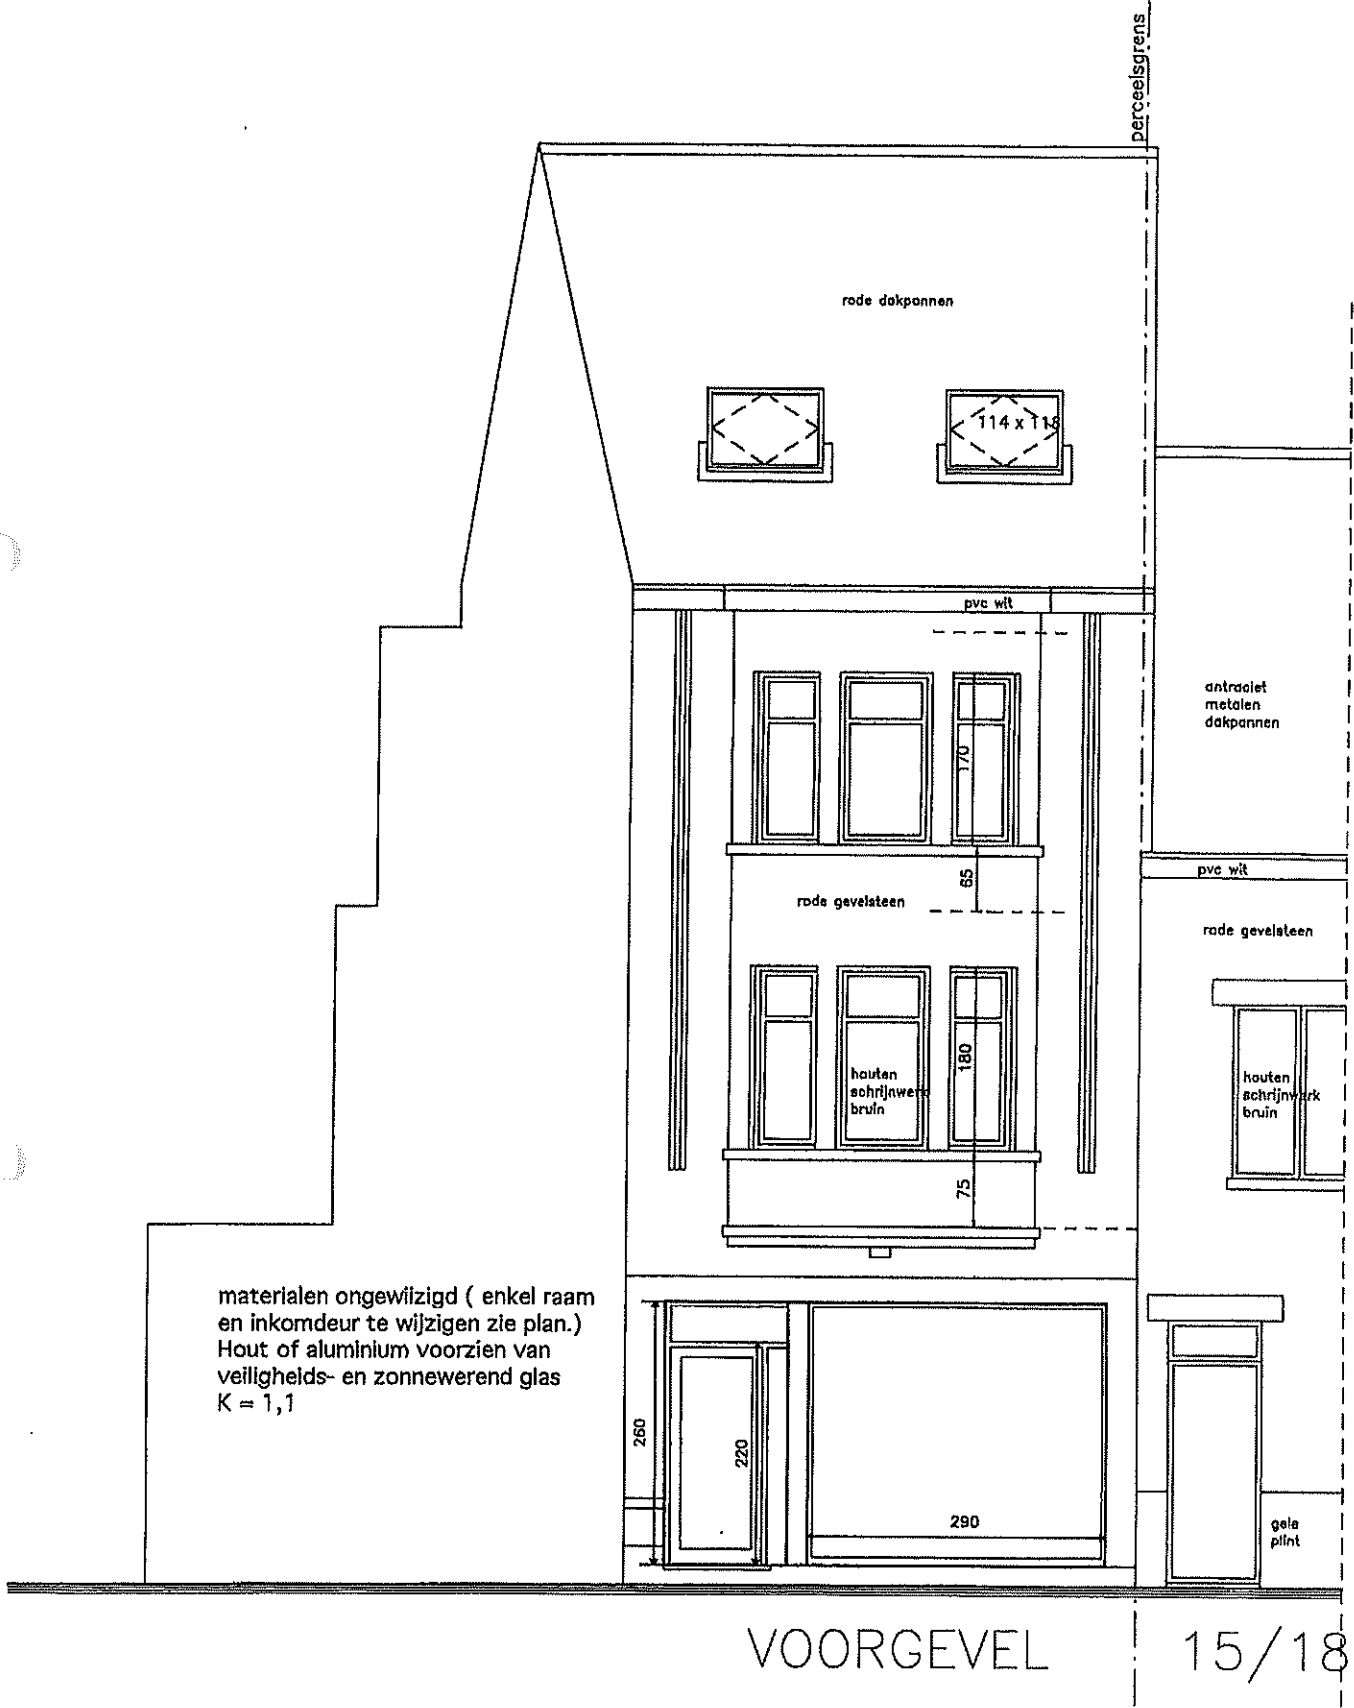 perceelsgrens
rode dakpannen
114 x 118
pvc wit
antraciet
metalen
dakpannen
170
65
pvc wit
rode gevelsteen
rode gevelsteen
180
houten
schrijnwerk
bruin
houten
schrijnwerk
bruin
75
materialen ongewijzigd ( enkel raam
en inkomdeur te wijzigen zie plan.)
Hout of aluminium voorzien van
veiligheids- en zonnewerend glas
K = 1,1
260
220
290
gele
plint
VOORGEVEL 15/18